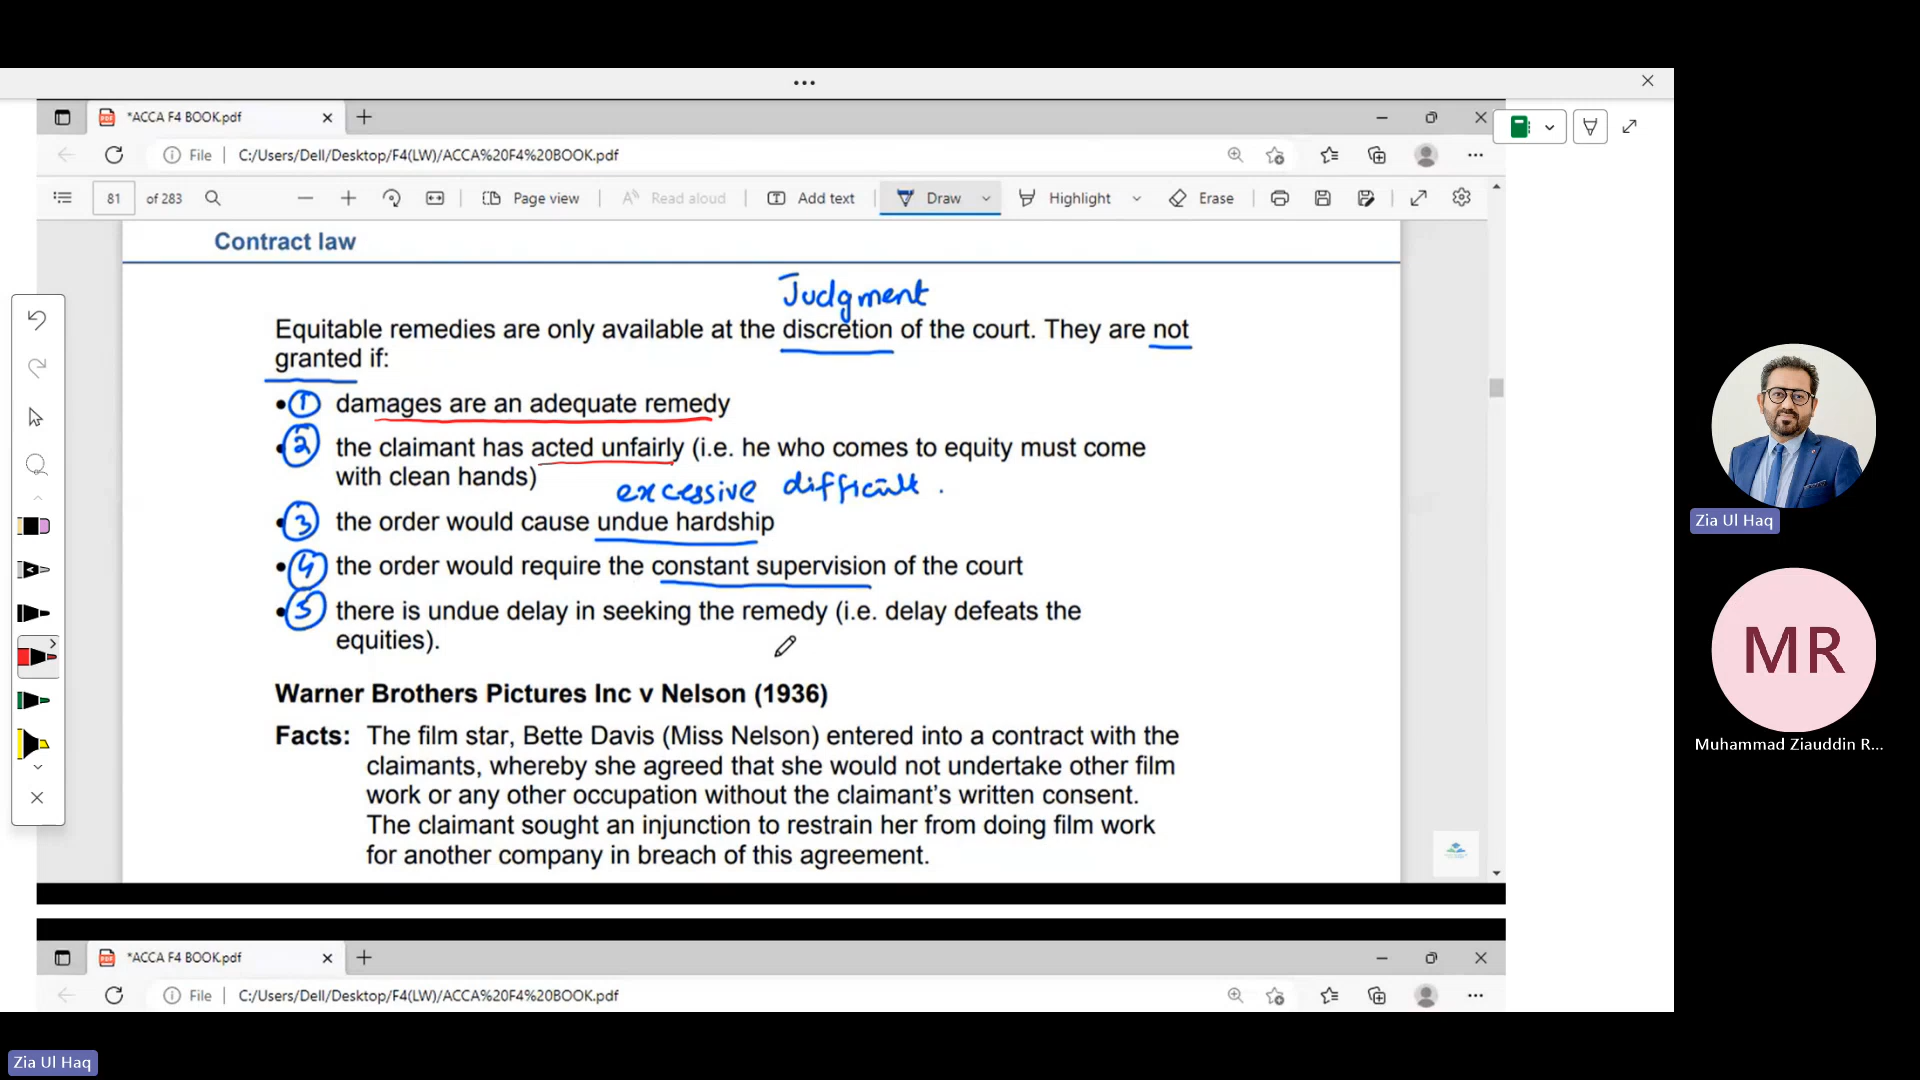 *ACCA F4 BOOK.pdf
File C:/Users/Dell/Desktop/F4(LW)/ACCA%20F4%20BOOK.pdf
81 of 283 Page view Read aloud Add text Draw Highlight Erase
Contract law
Judgment
Equitable remedies are only available at the discretion of the court. They are not
granted if:
• 1 damages are an adequate remedy
• 2 the claimant has acted unfairly (i.e. he who comes to equity must come
with clean hands)
excessive difficult.
• 3 the order would cause undue hardship
• 4 the order would require the constant supervision of the court
• 5 there is undue delay in seeking the remedy (i.e. delay defeats the
equities).
Warner Brothers Pictures Inc v Nelson (1936)
Facts: The film star, Bette Davis (Miss Nelson) entered into a contract with the
claimants, whereby she agreed that she would not undertake other film
work or any other occupation without the claimant's written consent.
The claimant sought an injunction to restrain her from doing film work
for another company in breach of this agreement.
*ACCA F4 BOOK.pdf
File C:/Users/Dell/Desktop/F4(LW)/ACCA%20F4%20BOOK.pdf
Zia Ul Haq
MR
Muhammad Ziauddin R...
Zia Ul Haq